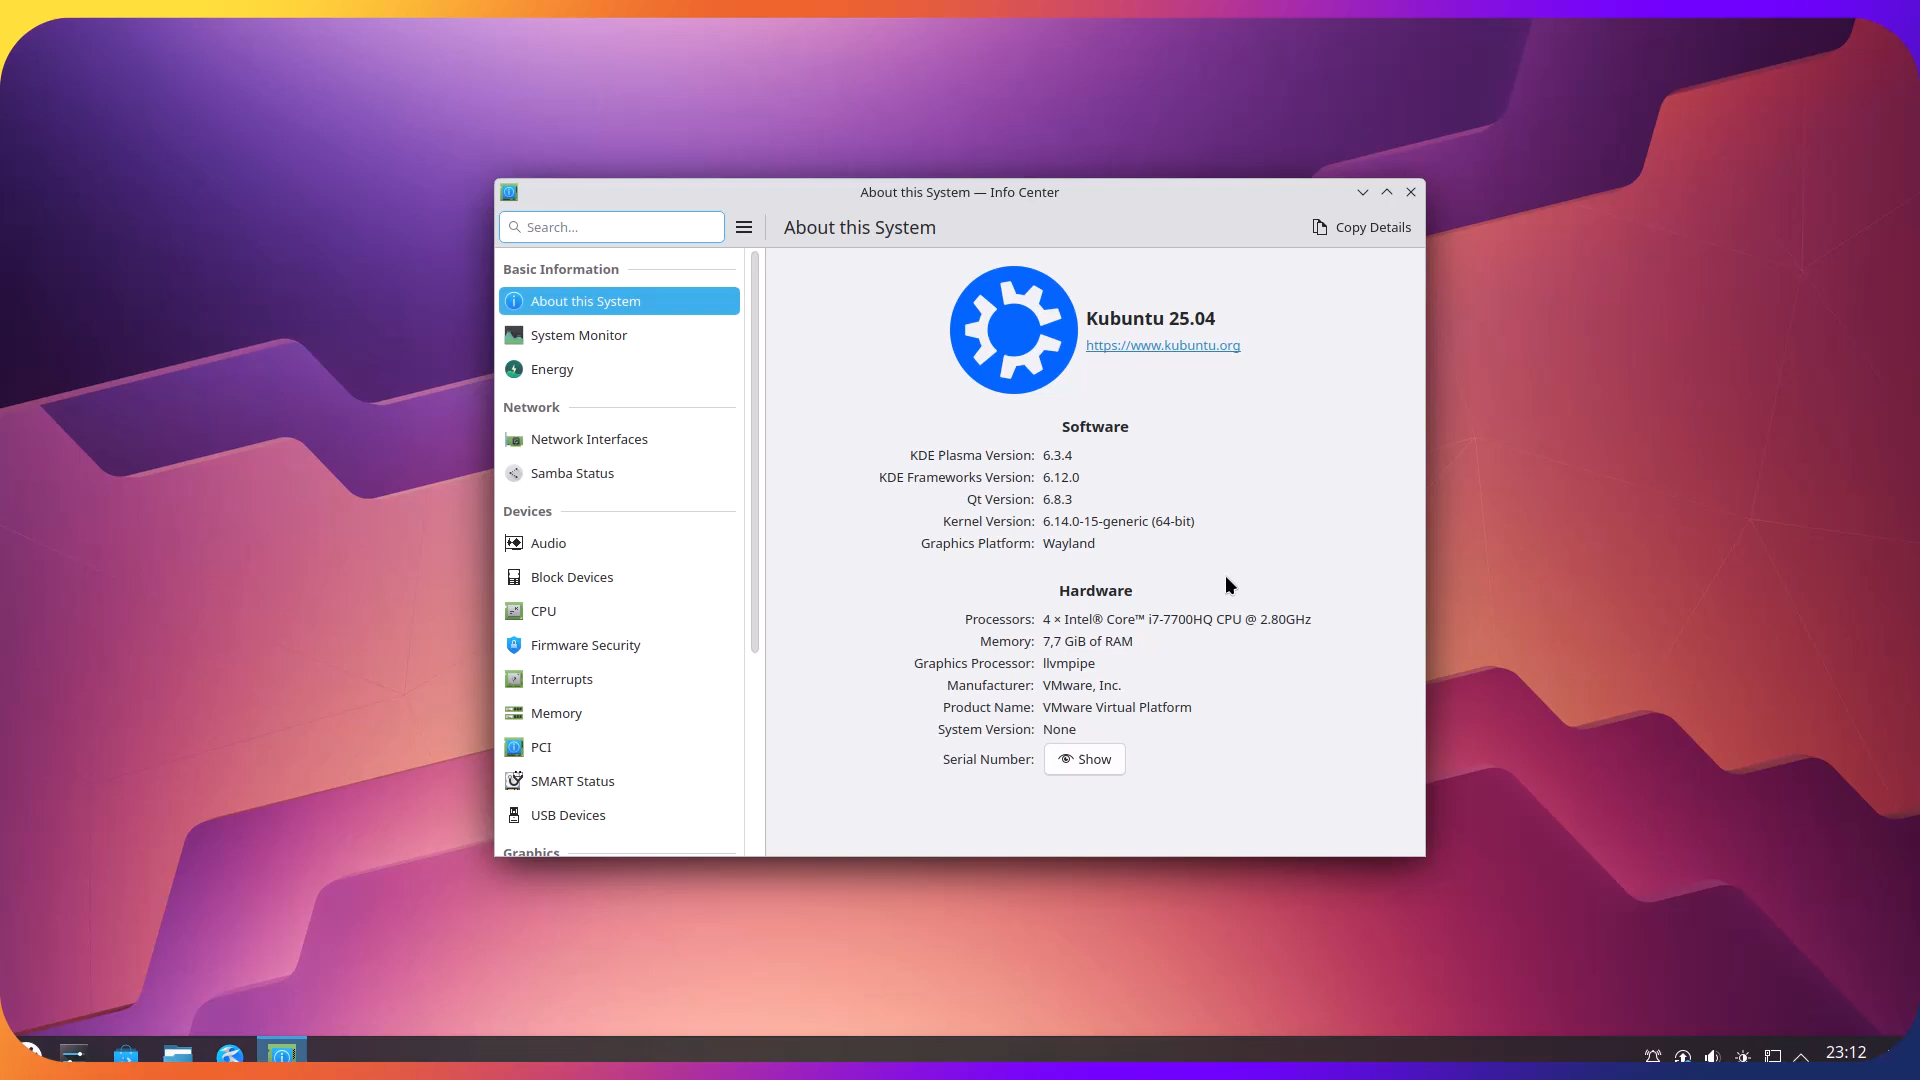 About this System — Info Center
Search...
About this System
Copy Details
Basic Information
About this System
System Monitor
Energy
Network
Network Interfaces
Samba Status
Devices
Audio
Block Devices
CPU
Firmware Security
Interrupts
Memory
PCI
SMART Status
USB Devices
Graphics
Kubuntu 25.04
https://www.kubuntu.org
Software
KDE Plasma Version: 6.3.4
KDE Frameworks Version: 6.12.0
Qt Version: 6.8.3
Kernel Version: 6.14.0-15-generic (64-bit)
Graphics Platform: Wayland
Hardware
Processors: 4 × Intel® Core™ i7-7700HQ CPU @ 2.80GHz
Memory: 7,7 GiB of RAM
Graphics Processor: llvmpipe
Manufacturer: VMware, Inc.
Product Name: VMware Virtual Platform
System Version: None
Serial Number: Show
23:12